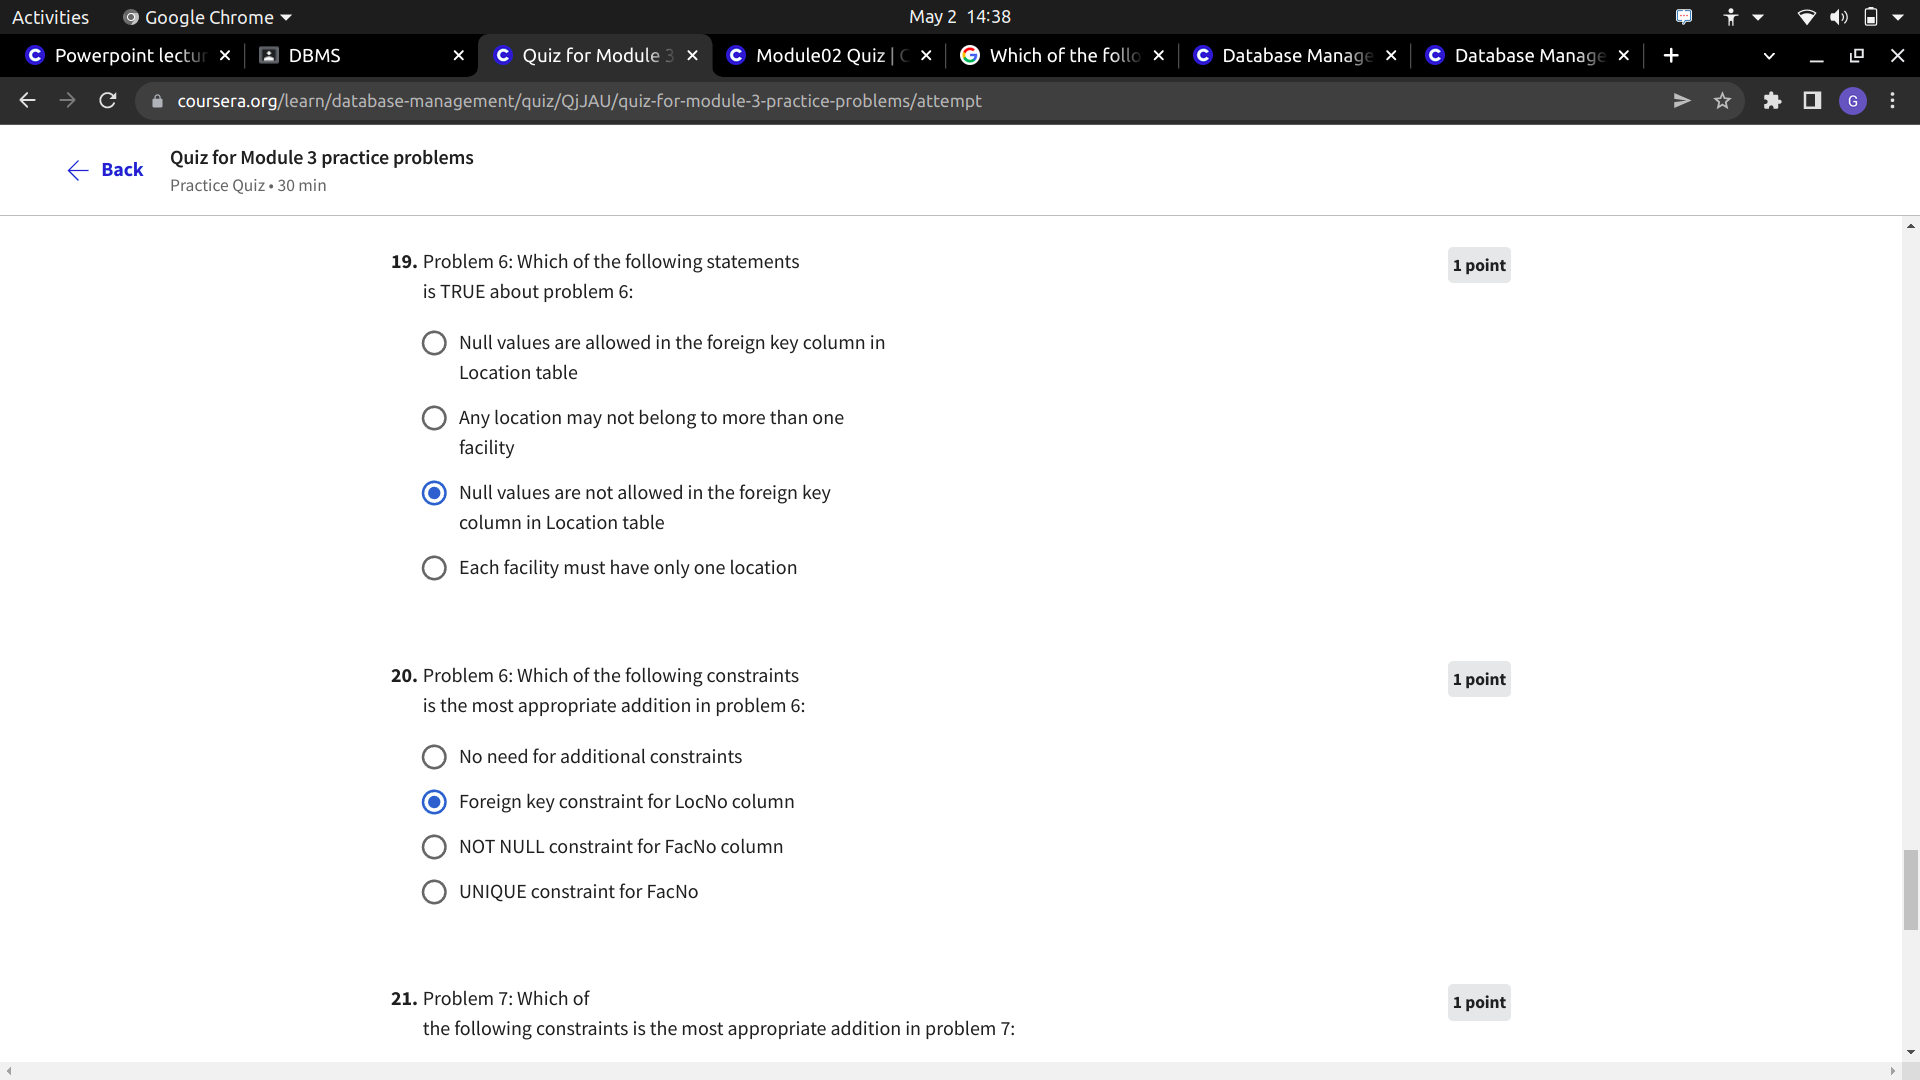 Activities
Google Chrome
May 2 14:38
Powerpoint lectur
DBMS
Quiz for Module 3
Module02 Quiz | C
Which of the follo
Database Manage
Database Manage
coursera.org/learn/database-management/quiz/QjJAU/quiz-for-module-3-practice-problems/attempt
G
Back
Quiz for Module 3 practice problems
Practice Quiz • 30 min
19. Problem 6: Which of the following statements
is TRUE about problem 6:
1 point
Null values are allowed in the foreign key column in
Location table
Any location may not belong to more than one
facility
Null values are not allowed in the foreign key
column in Location table
Each facility must have only one location
20. Problem 6: Which of the following constraints
is the most appropriate addition in problem 6:
1 point
No need for additional constraints
Foreign key constraint for LocNo column
NOT NULL constraint for FacNo column
UNIQUE constraint for FacNo
21. Problem 7: Which of
the following constraints is the most appropriate addition in problem 7:
1 point